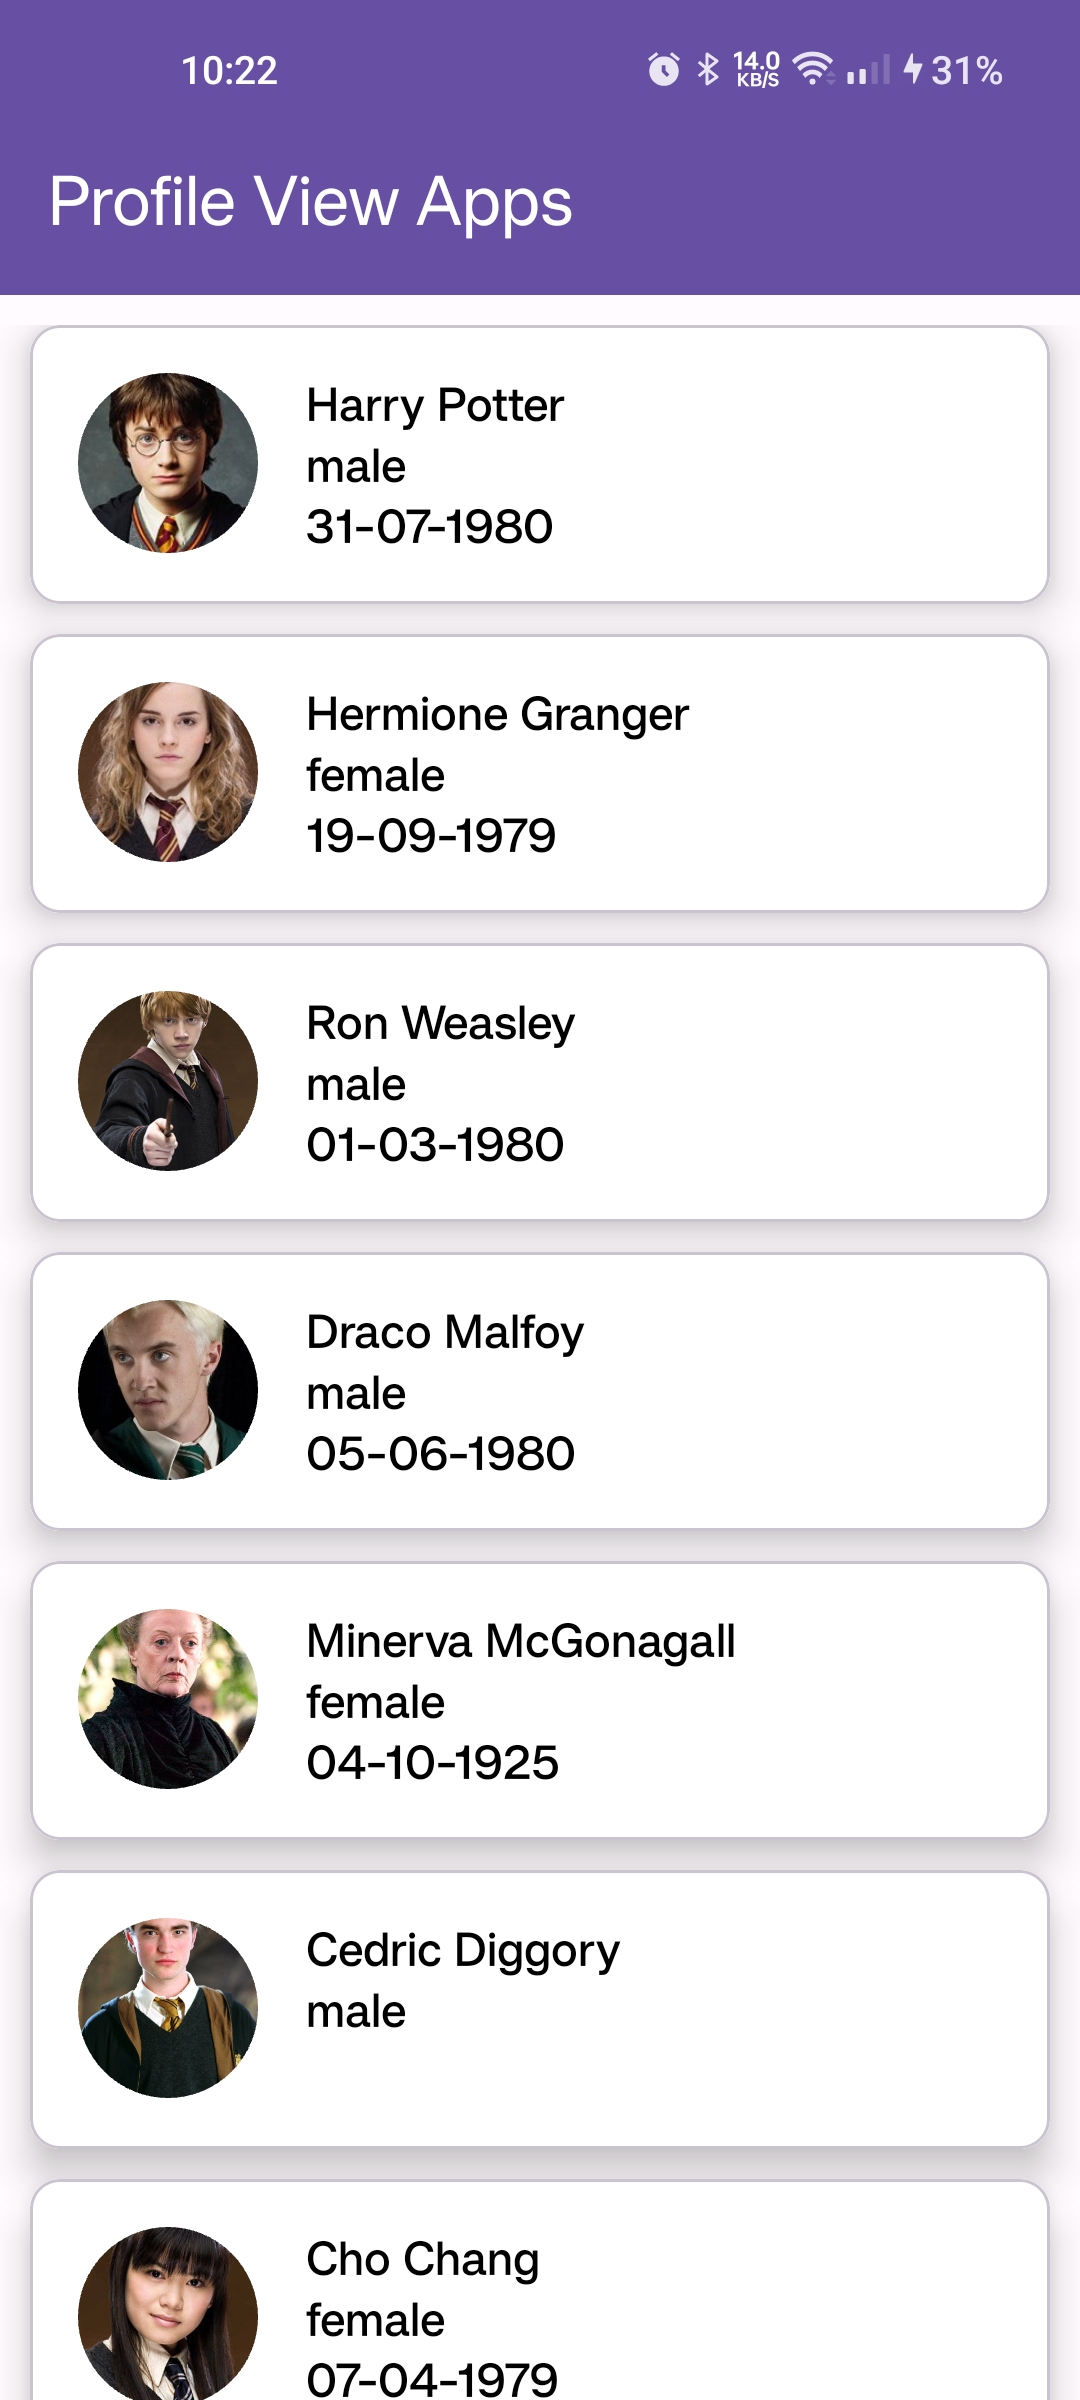 10:22
14.0
KB/S
31%
Profile View Apps
Harry Potter
male
31-07-1980
Hermione Granger
female
19-09-1979
Ron Weasley
male
01-03-1980
Draco Malfoy
male
05-06-1980
Minerva McGonagall
female
04-10-1925
Cedric Diggory
male
Cho Chang
female
07-04-1979